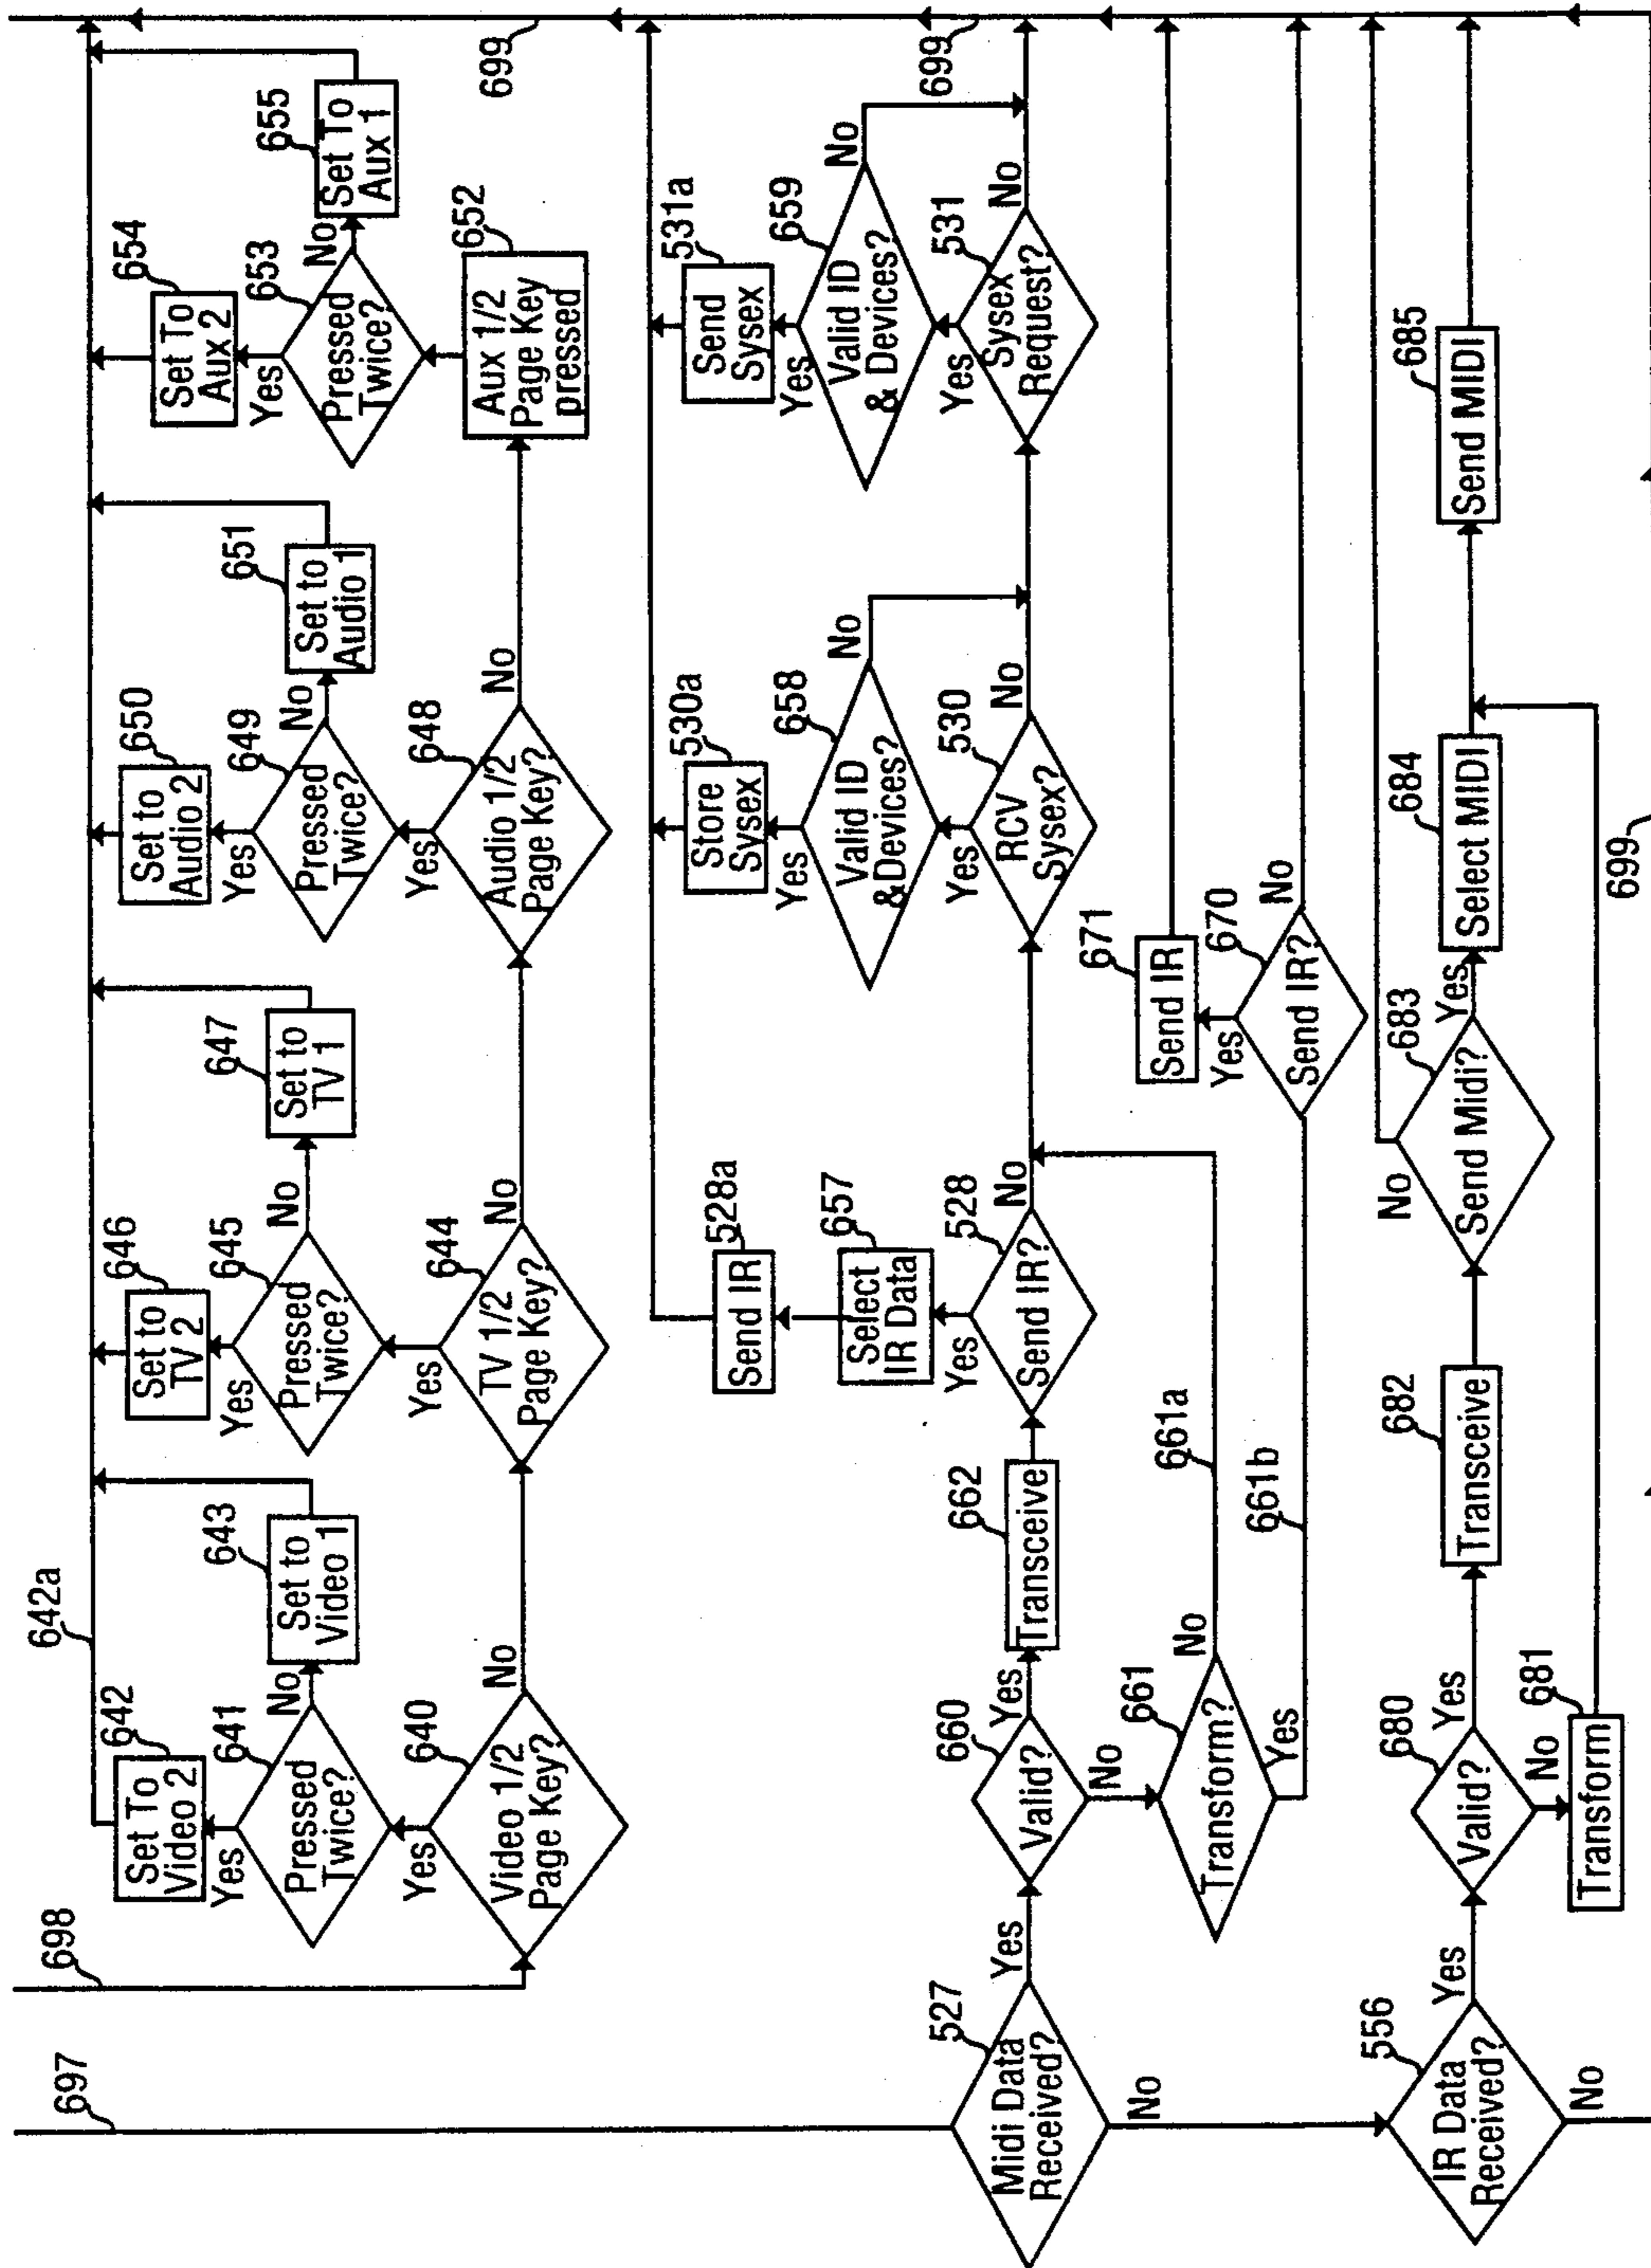 697
698
642a
699
642
Set To
Video 2
Yes
641
Pressed
Twice?
No
643
Set to
Video 1
Yes
640
Video 1/2
Page Key?
No
646
Set to
TV 2
Yes
645
Pressed
Twice?
No
647
Set to
TV 1
Yes
644
TV 1/2
Page Key?
No
650
Set to
Audio 2
Yes
649
Pressed
Twice?
No
651
Set to
Audio 1
Yes
648
Audio 1/2
Page Key?
No
654
Set To
Aux 2
Yes
653
Pressed
Twice?
No
655
Set To
Aux 1
652
Aux 1/2
Page Key
pressed
527
Midi Data
Received?
Yes
No
660
Valid?
Yes
No
662
Transceive
528a
Send IR
657
Select
IR Data
Yes
528
Send IR?
No
530a
Store
Sysex
Yes
658
Valid ID
&Devices?
No
Yes
530
RCV
Sysex?
No
531a
Send
Sysex
Yes
659
Valid ID
& Devices?
No
Yes
531
Sysex
Request?
No
699
661
Transform?
No
Yes
661a
661b
671
Send IR
Yes
670
Send IR?
No
556
IR Data
Received?
Yes
No
680
Valid?
Yes
No
681
Transform
682
Transceive
683
Send Midi?
No
Yes
684
Select MIDI
685
Send MIDI
699